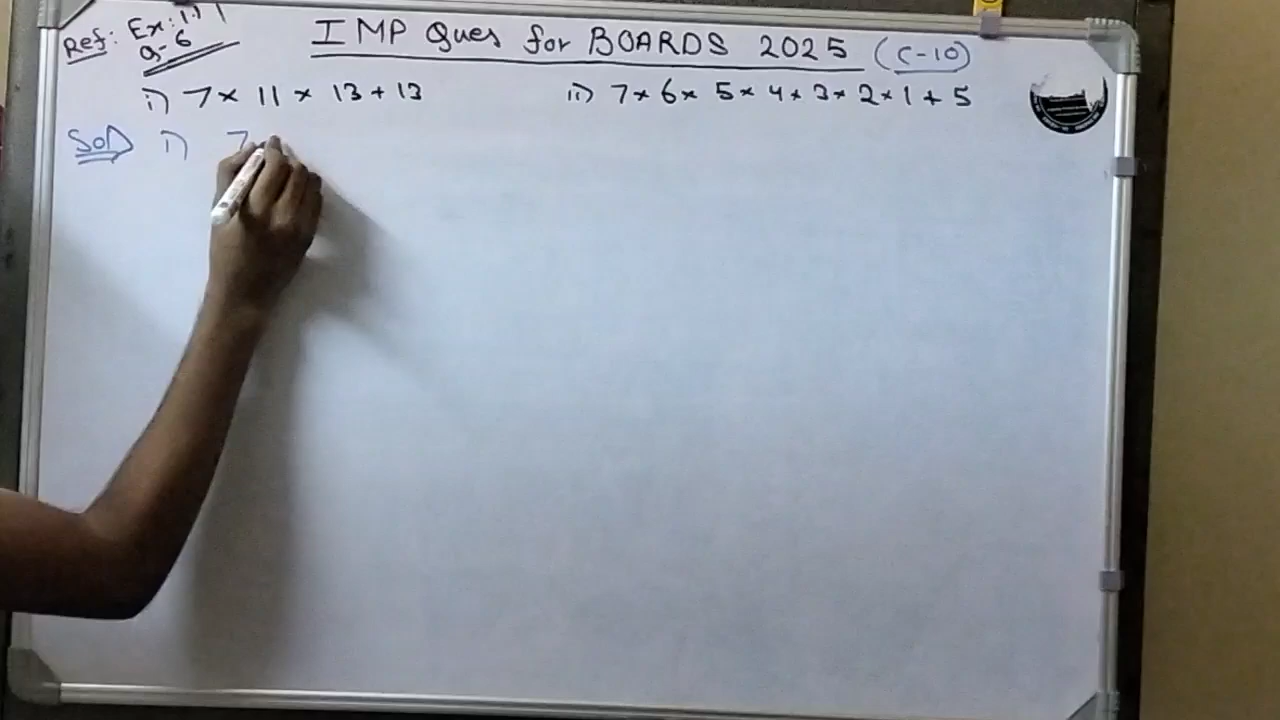 Ref: Ex: 1.1
Q-6
IMP Ques for BOARDS 2025 (C-10)
i) 7 × 11 × 13 + 13
ii) 7 × 6 × 5 × 4 × 3 × 2 × 1 + 5
Sol i) 7